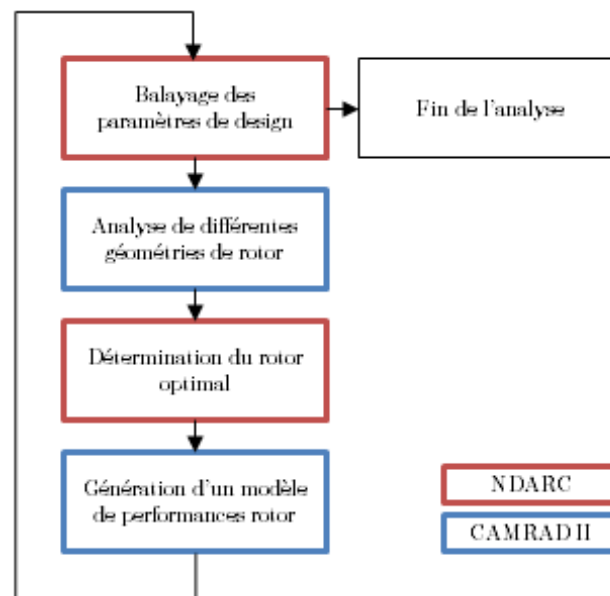 Balayage des
paramètres de design
Fin de l'analyse
Analyse de différentes
géométries de rotor
Détermination du rotor
optimal
Génération d'un modèle
de performances rotor
NDARC
CAMRAD II